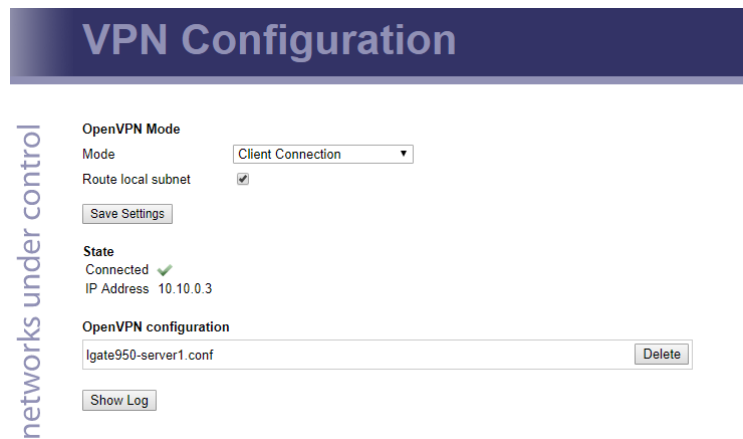 VPN Configuration
networks under control
OpenVPN Mode
Mode Client Connection
Route local subnet
Save Settings
State
Connected
IP Address 10.10.0.3
OpenVPN configuration
lgate950-server1.conf Delete
Show Log